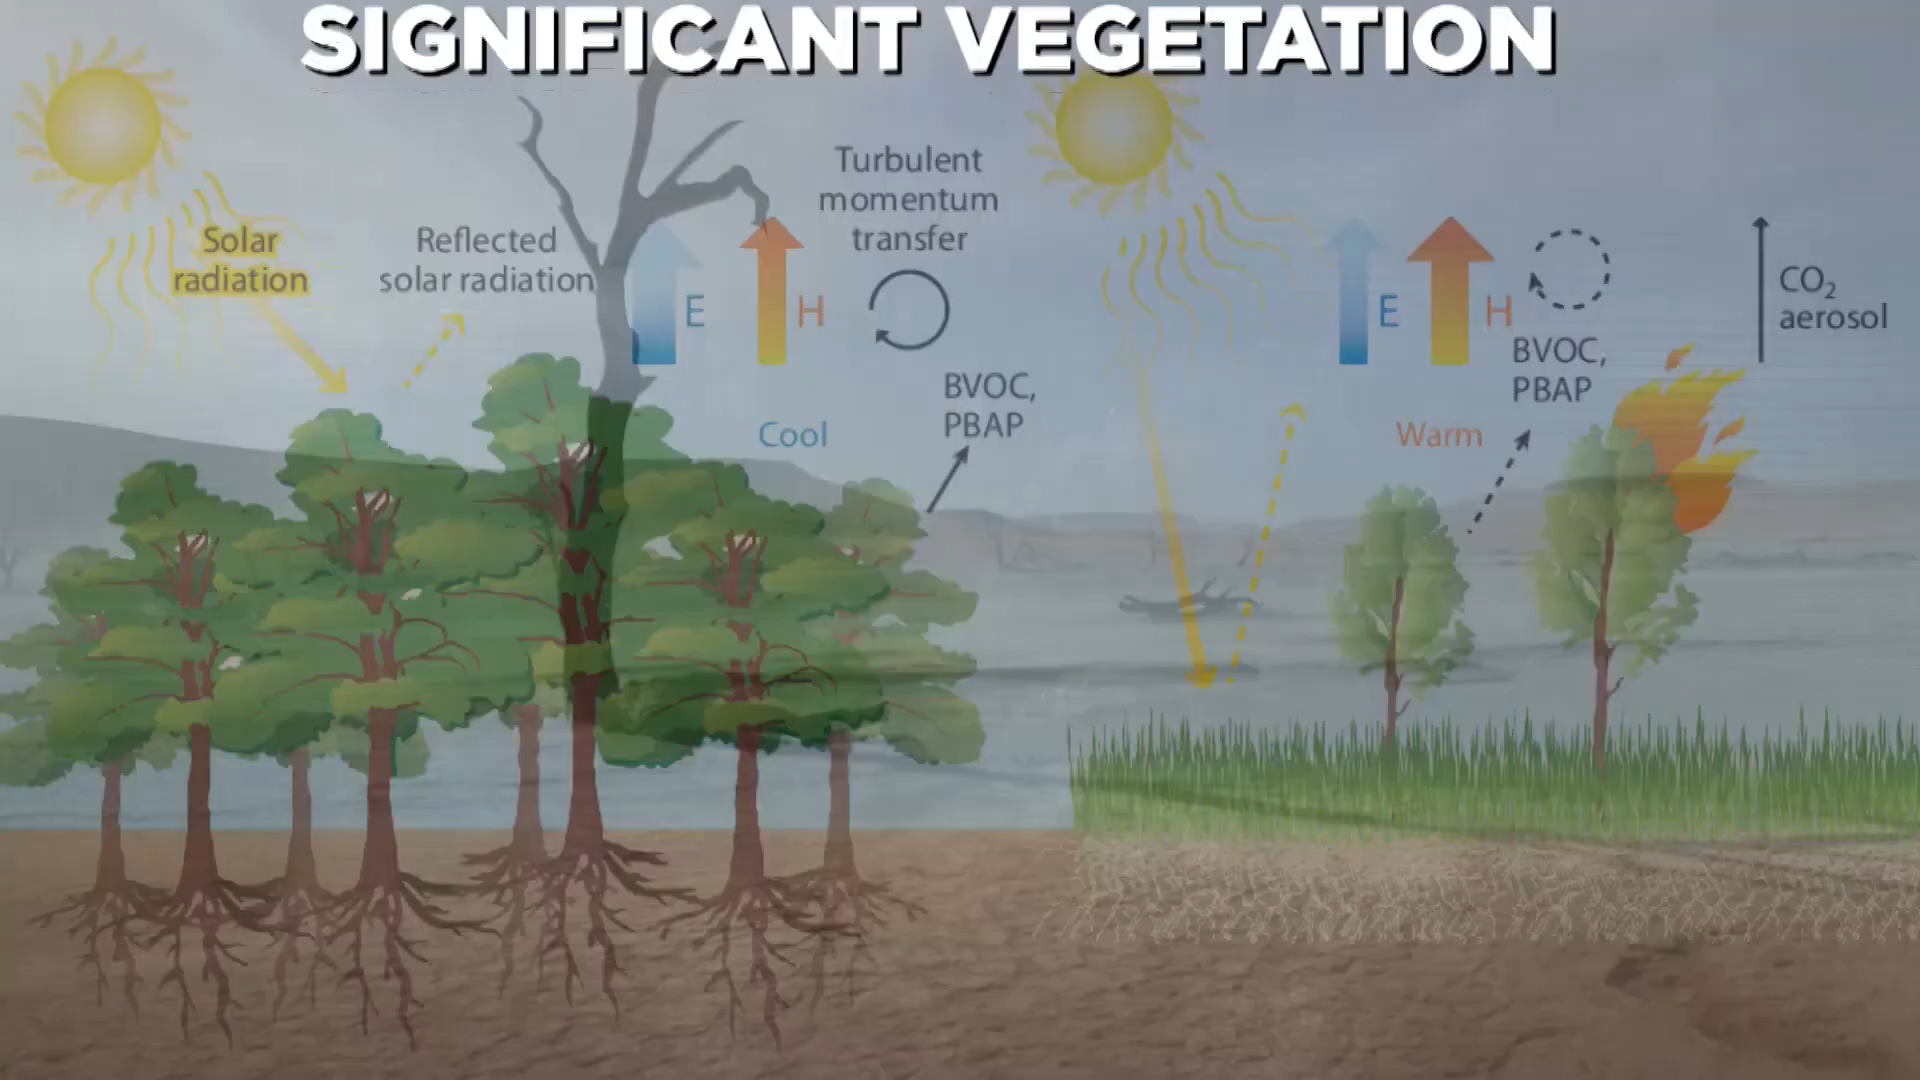 SIGNIFICANT VEGETATION
Solar
radiation
Reflected
solar radiation
E
H
Turbulent
momentum
transfer
BVOC,
PBAP
Cool
E
H
BVOC,
PBAP
Warm
CO₂
aerosol